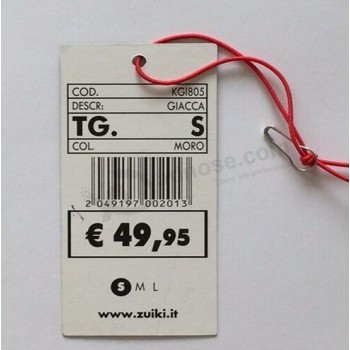 COD. KGI805
DESCR: GIACCA
TG. S
COL. MORO
2 049197 002013
€ 49,95
S M L
www.zuiki.it